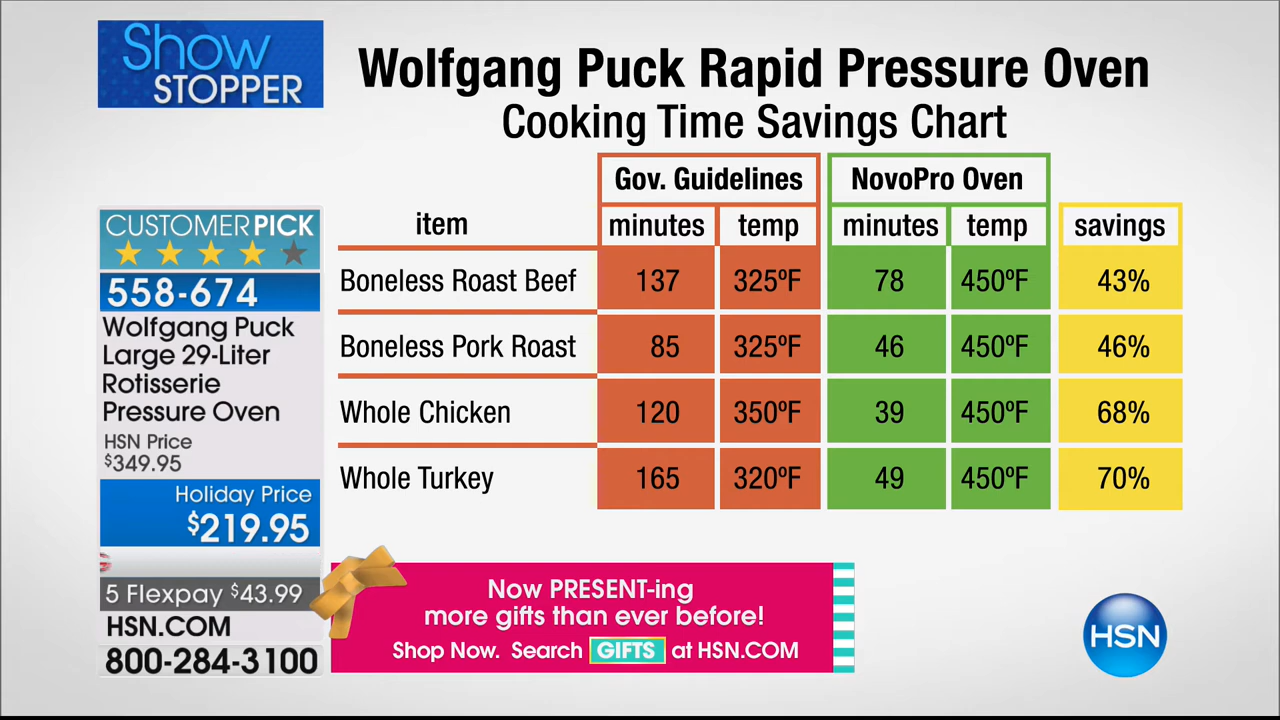 Show
STOPPER
Wolfgang Puck Rapid Pressure Oven
Cooking Time Savings Chart
Gov. Guidelines NovoPro Oven
item minutes temp minutes temp savings
Boneless Roast Beef 137 325ºF 78 450ºF 43%
Boneless Pork Roast 85 325ºF 46 450ºF 46%
Whole Chicken 120 350ºF 39 450ºF 68%
Whole Turkey 165 320ºF 49 450ºF 70%
CUSTOMER PICK
558-674
Wolfgang Puck
Large 29-Liter
Rotisserie
Pressure Oven
HSN Price
$349.95
Holiday Price
$219.95
5 Flexpay $43.99
HSN.COM
800-284-3100
Now PRESENT-ing
more gifts than ever before!
Shop Now. Search GIFTS at HSN.COM
HSN